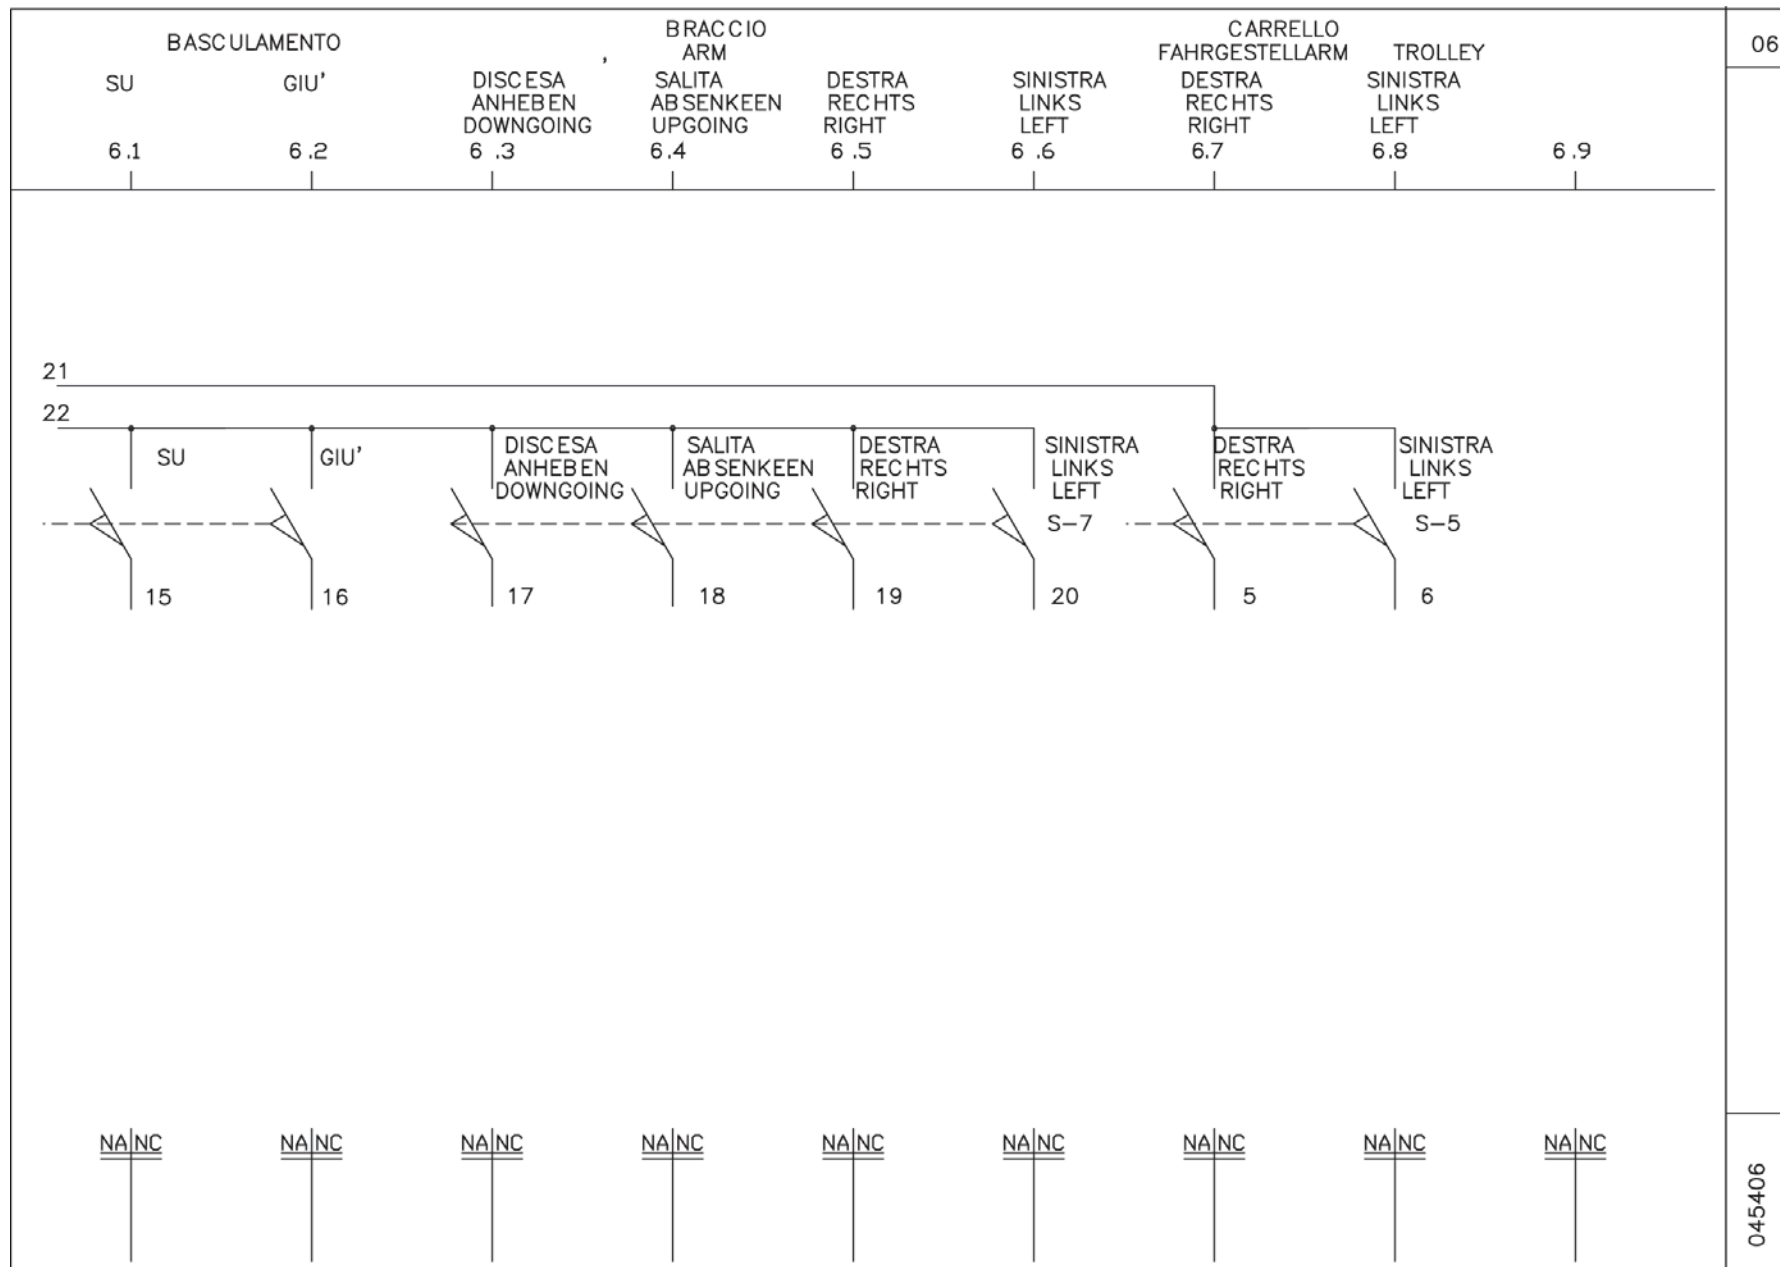 BASCULAMENTO
BRACCIO
ARM
CARRELLO
FAHRGESTELLARM TROLLEY
06
SU
GIU'
DISCESA
ANHEBEN
DOWNGOING
SALITA
ABSENKEEN
UPGOING
DESTRA
RECHTS
RIGHT
SINISTRA
LINKS
LEFT
DESTRA
RECHTS
RIGHT
SINISTRA
LINKS
LEFT
6.1 6.2 6.3 6.4 6.5 6.6 6.7 6.8 6.9
21
22
SU
GIU'
DISCESA
ANHEBEN
DOWNGOING
SALITA
ABSENKEEN
UPGOING
DESTRA
RECHTS
RIGHT
SINISTRA
LINKS
LEFT
S-7
DESTRA
RECHTS
RIGHT
SINISTRA
LINKS
LEFT
S-5
15 16 17 18 19 20 5 6
NA NC NA NC NA NC NA NC NA NC NA NC NA NC NA NC NA NC
045406